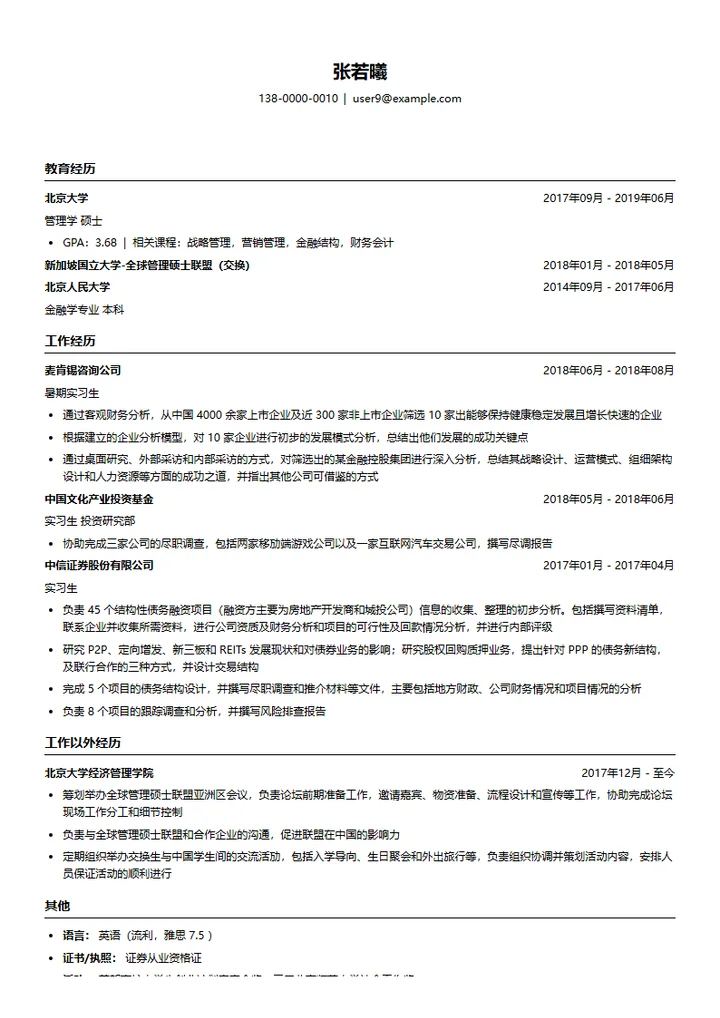 张若曦
138-0000-0010 | user9@example.com
教育经历
北京大学 2017年09月 - 2019年06月
管理学 硕士
• GPA：3.68 | 相关课程：战略管理，营销管理，金融结构，财务会计
新加坡国立大学-全球管理硕士联盟（交换） 2018年01月 - 2018年05月
北京人民大学 2014年09月 - 2017年06月
金融学专业 本科
工作经历
麦肯锡咨询公司 2018年06月 - 2018年08月
暑期实习生
• 通过客观财务分析，从中国 4000 余家上市企业及近 300 家非上市企业筛选 10 家出能够保持健康稳定发展且增长快速的企业
• 根据建立的企业分析模型，对 10 家企业进行初步的发展模式分析，总结出他们发展的成功关键点
• 通过桌面研究、外部采访和内部采访的方式，对筛选出的某金融控股集团进行深入分析，总结其战略设计、运营模式、组细架构
设计和人力资源等方面的成功之道，并指出其他公司可借鉴的方式
中国文化产业投资基金 2018年05月 - 2018年06月
实习生 投资研究部
• 协助完成三家公司的尽职调查，包括两家移动端游戏公司以及一家互联网汽车交易公司，撰写尽调报告
中信证券股份有限公司 2017年01月 - 2017年04月
实习生
• 负责 45 个结构性债务融资项目（融资方主要为房地产开发商和城投公司）信息的收集、整理的初步分析。包括撰写资料清单，
联系企业并收集所需资料，进行公司资质及财务分析和项目的可行性及回款情况分析，并进行内部评级
• 研究 P2P、定向增发、新三板和 REITs 发展现状和对债券业务的影响；研究股权回购质押业务，提出针对 PPP 的债务新结构，
及联行合作的三种方式，并设计交易结构
• 完成 5 个项目的债务结构设计，并撰写尽职调查和推介材料等文件，主要包括地方财政、公司财务情况和项目情况的分析
• 负责 8 个项目的跟踪调查和分析，并撰写风险排查报告
工作以外经历
北京大学经济管理学院 2017年12月 - 至今
• 筹划举办全球管理硕士联盟亚洲区会议，负责论坛前期准备工作，邀请嘉宾、物资准备、流程设计和宣传等工作，协助完成论坛
现场工作分工和细节控制
• 负责与全球管理硕士联盟和合作企业的沟通，促进联盟在中国的影响力
• 定期组织举办交换生与中国学生间的交流活动，包括入学导向、生日聚会和外出旅行等，负责组织协调并策划活动内容，安排人
员保证活动的顺利进行
其他
• 语言： 英语（流利，雅思 7.5 ）
• 证书/执照： 证券从业资格证